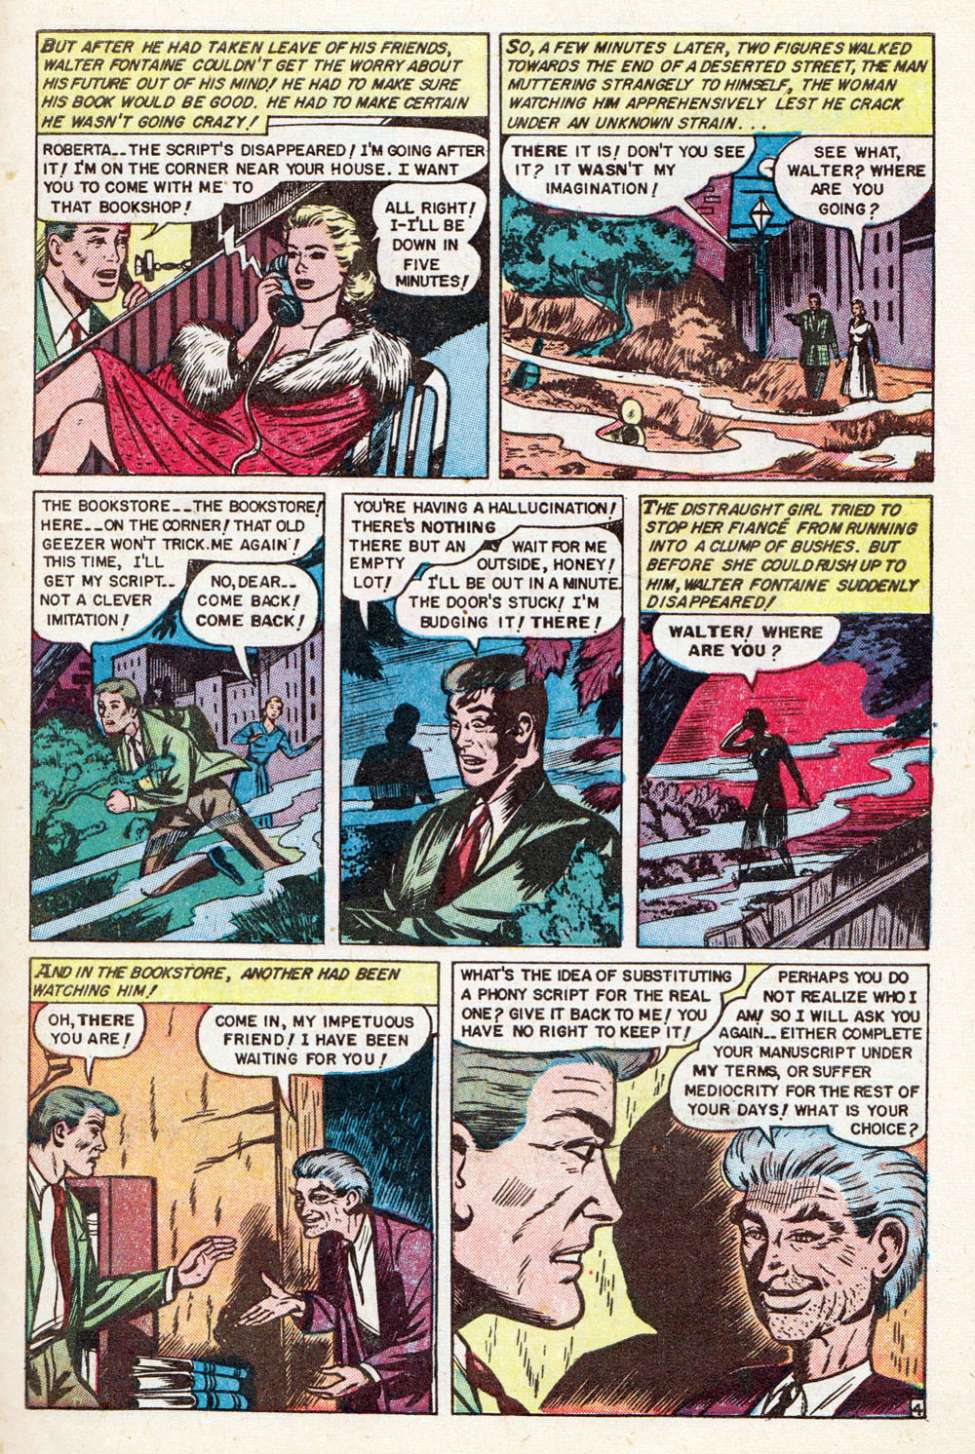 BUT AFTER HE HAD TAKEN LEAVE OF HIS FRIENDS,
WALTER FONTAINE COULDN'T GET THE WORRY ABOUT
HIS FUTURE OUT OF HIS MIND! HE HAD TO MAKE SURE
HIS BOOK WOULD BE GOOD. HE HAD TO MAKE CERTAIN
HE WASN'T GOING CRAZY!
ROBERTA--THE SCRIPT'S DISAPPEARED! I'M GOING AFTER
IT! I'M ON THE CORNER NEAR YOUR HOUSE. I WANT
YOU TO COME WITH ME TO
THAT BOOKSHOP!
ALL RIGHT!
I-I'LL BE
DOWN IN
FIVE
MINUTES!
SO, A FEW MINUTES LATER, TWO FIGURES WALKED
TOWARDS THE END OF A DESERTED STREET, THE MAN
MUTTERING STRANGELY TO HIMSELF, THE WOMAN
WATCHING HIM APPREHENSIVELY LEST HE CRACK
UNDER AN UNKNOWN STRAIN...
THERE IT IS! DON'T YOU SEE
IT? IT WASN'T MY
IMAGINATION!
SEE WHAT,
WALTER? WHERE
ARE YOU
GOING?
THE BOOKSTORE--THE BOOKSTORE!
HERE--ON THE CORNER! THAT OLD
GEEZER WON'T TRICK ME AGAIN!
THIS TIME, I'LL
GET MY SCRIPT--
NOT A CLEVER
IMITATION!
NO, DEAR--
COME BACK!
COME BACK!
YOU'RE HAVING A HALLUCINATION!
THERE'S NOTHING
THERE BUT AN
EMPTY
LOT!
WAIT FOR ME
OUTSIDE, HONEY!
I'LL BE OUT IN A MINUTE.
THE DOOR'S STUCK! I'M
BUDGING IT! THERE!
THE DISTRAUGHT GIRL TRIED TO
STOP HER FIANCÉ FROM RUNNING
INTO A CLUMP OF BUSHES. BUT
BEFORE SHE COULD RUSH UP TO
HIM, WALTER FONTAINE SUDDENLY
DISAPPEARED!
WALTER! WHERE
ARE YOU?
AND IN THE BOOKSTORE, ANOTHER HAD BEEN
WATCHING HIM!
OH, THERE
YOU ARE!
COME IN, MY IMPETUOUS
FRIEND! I HAVE BEEN
WAITING FOR YOU!
WHAT'S THE IDEA OF SUBSTITUTING
A PHONY SCRIPT FOR THE REAL
ONE? GIVE IT BACK TO ME! YOU
HAVE NO RIGHT TO KEEP IT!
PERHAPS YOU DO
NOT REALIZE WHO I
AM! SO I WILL ASK YOU
AGAIN--EITHER COMPLETE
YOUR MANUSCRIPT UNDER
MY TERMS, OR SUFFER
MEDIOCRITY FOR THE REST OF
YOUR DAYS! WHAT IS YOUR
CHOICE?
4